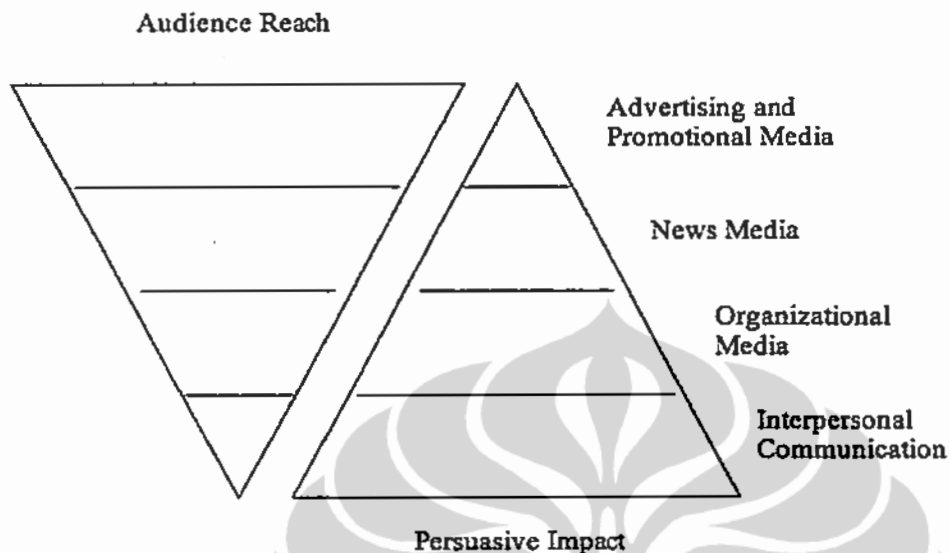 Audience Reach
Advertising and
Promotional Media
News Media
Organizational
Media
Interpersonal
Communication
Persuasive Impact